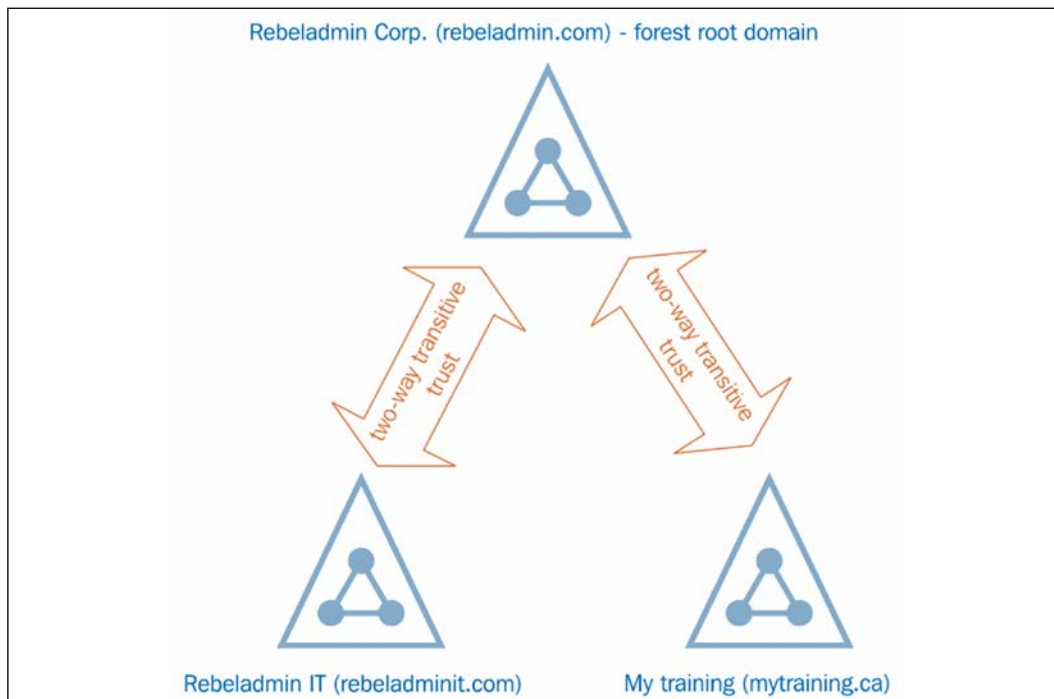 Rebeladmin Corp. (rebeladmin.com) - forest root domain
two-way transitive
trust
two-way transitive
trust
Rebeladmin IT (rebeladminit.com)
My training (mytraining.ca)